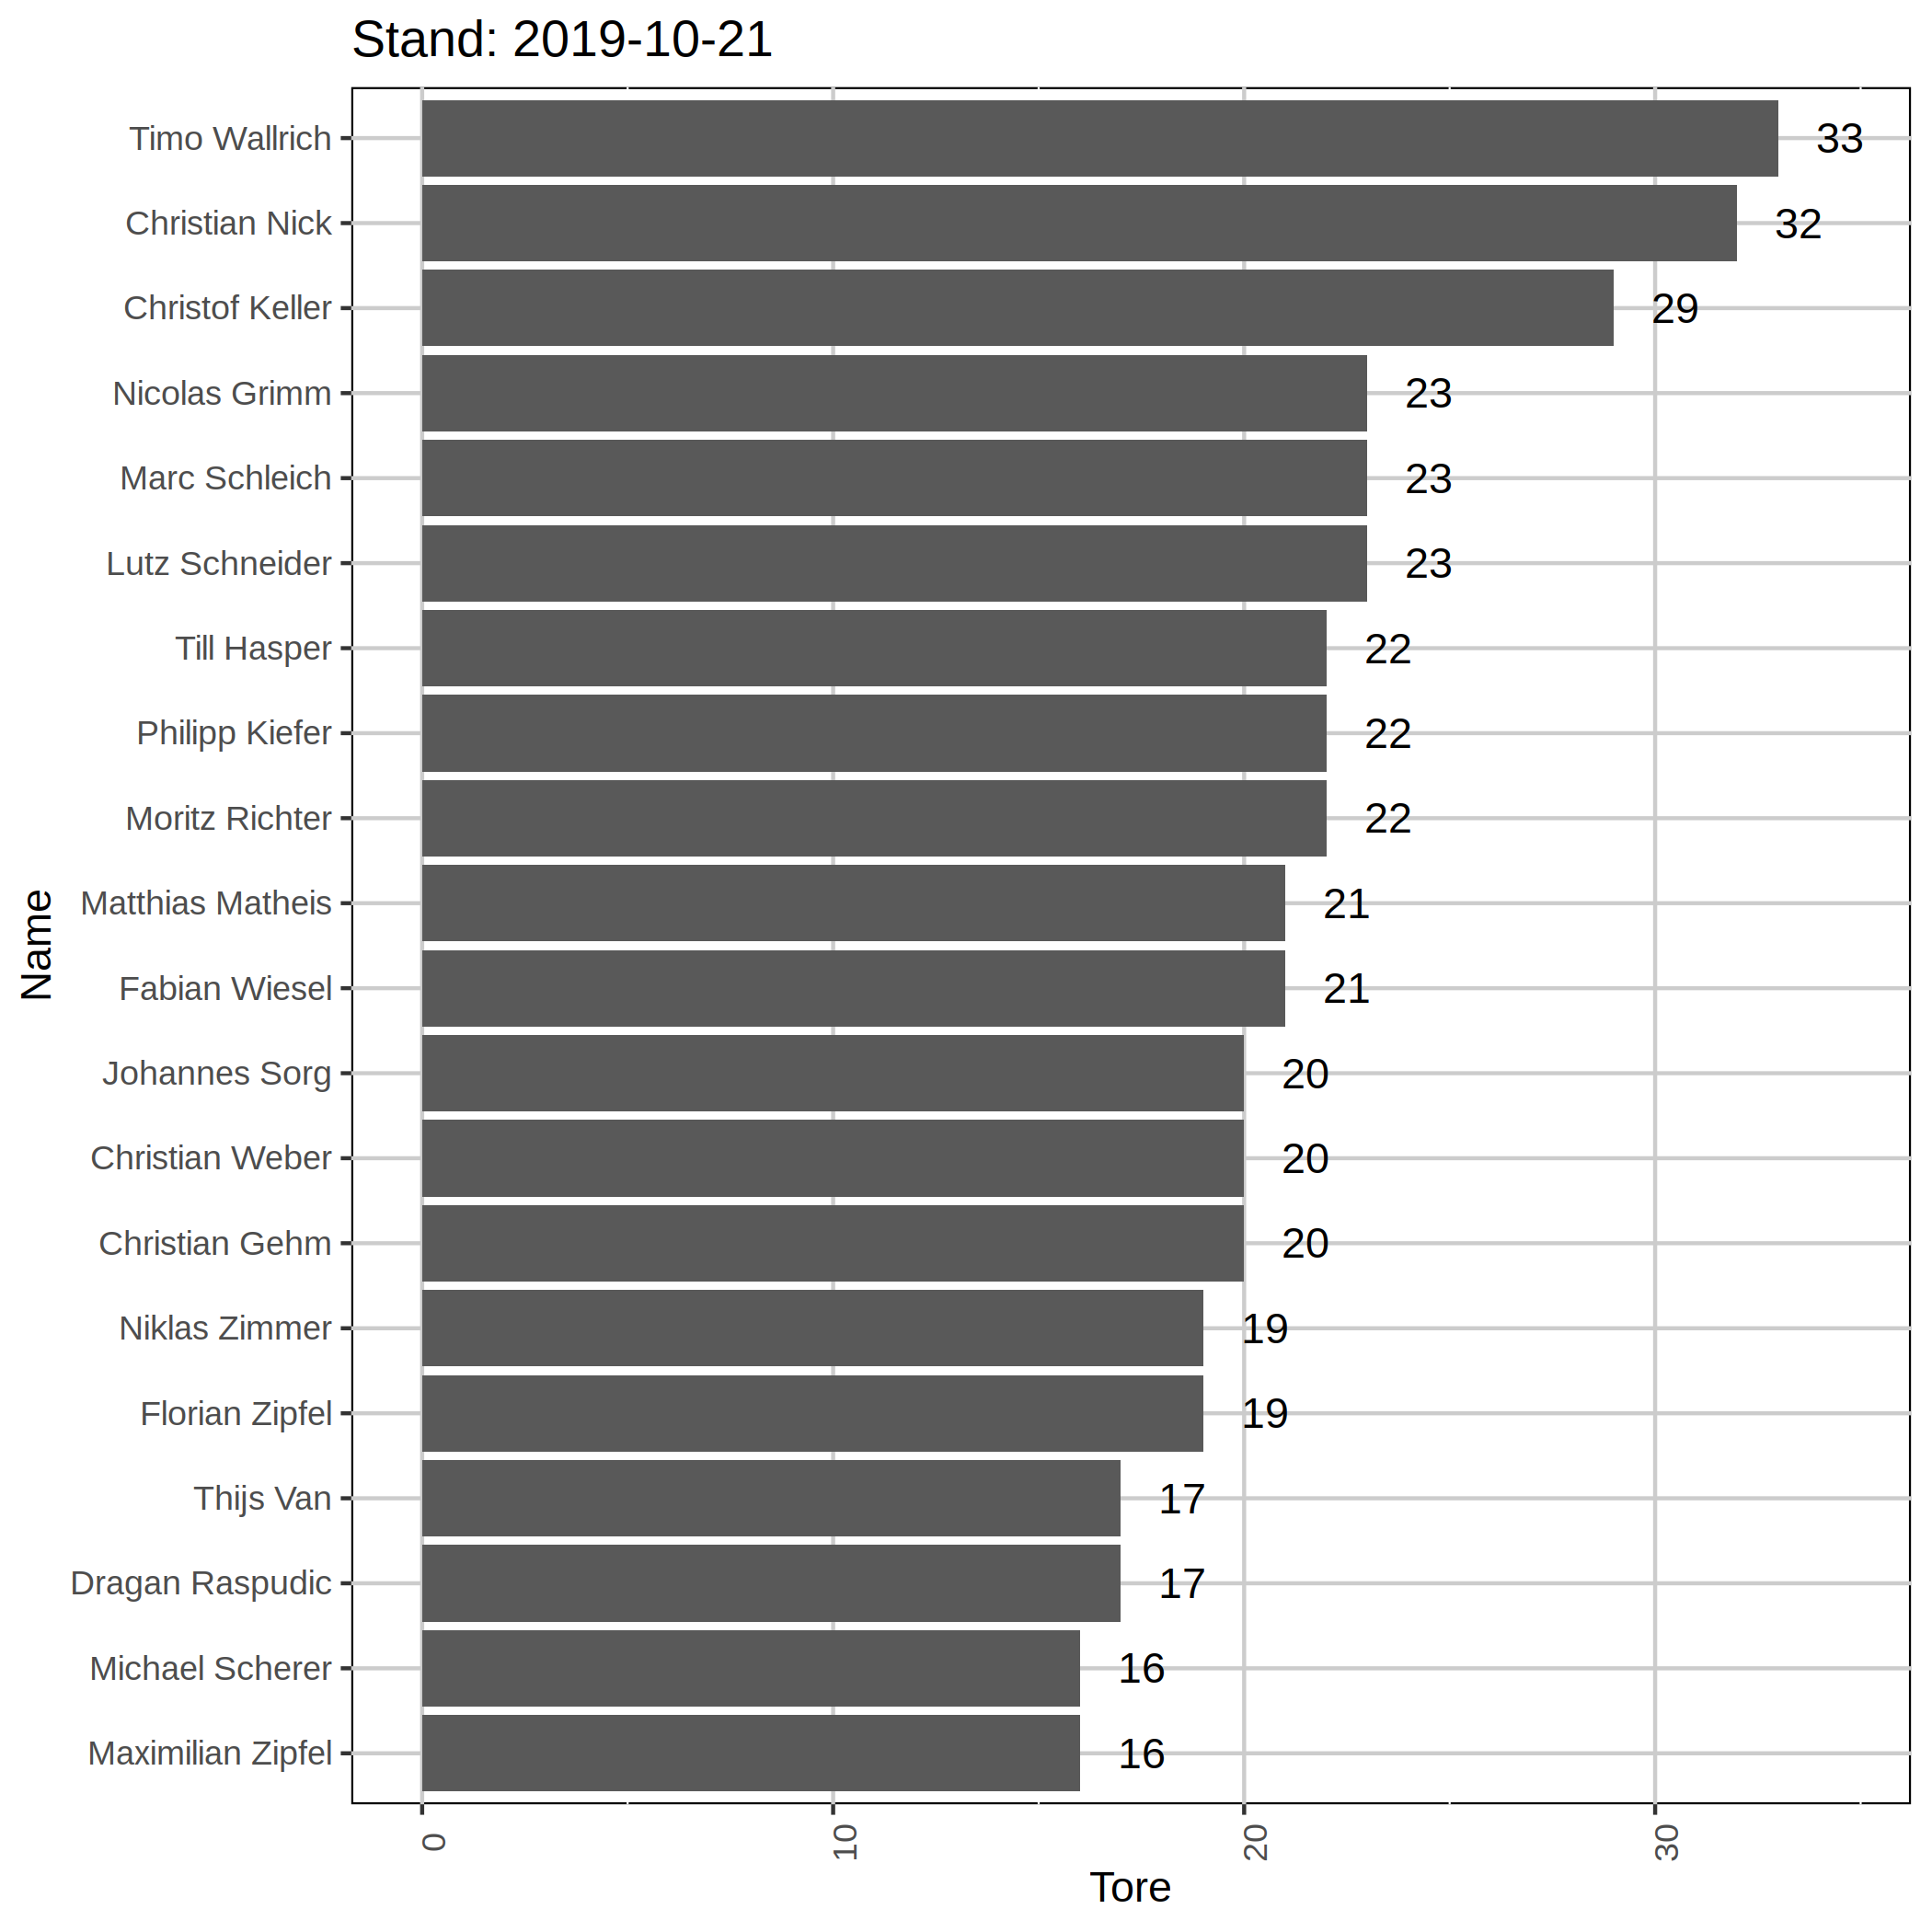 Stand: 2019-10-21
Timo Wallrich 33
Christian Nick 32
Christof Keller 29
Nicolas Grimm 23
Marc Schleich 23
Lutz Schneider 23
Till Hasper 22
Philipp Kiefer 22
Moritz Richter 22
Matthias Matheis 21
Fabian Wiesel 21
Johannes Sorg 20
Christian Weber 20
Christian Gehm 20
Niklas Zimmer 19
Florian Zipfel 19
Thijs Van 17
Dragan Raspudic 17
Michael Scherer 16
Maximilian Zipfel 16
Name
0 10 20 30
Tore